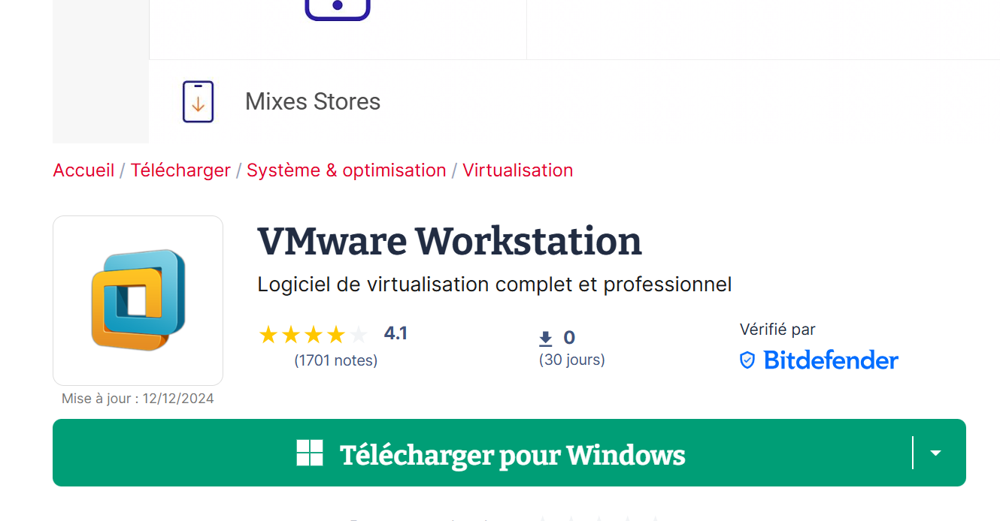 Mixes Stores
Accueil / Télécharger / Système & optimisation / Virtualisation
VMware Workstation
Logiciel de virtualisation complet et professionnel
4.1
(1701 notes)
0
(30 jours)
Vérifié par
Bitdefender
Mise à jour : 12/12/2024
Télécharger pour Windows